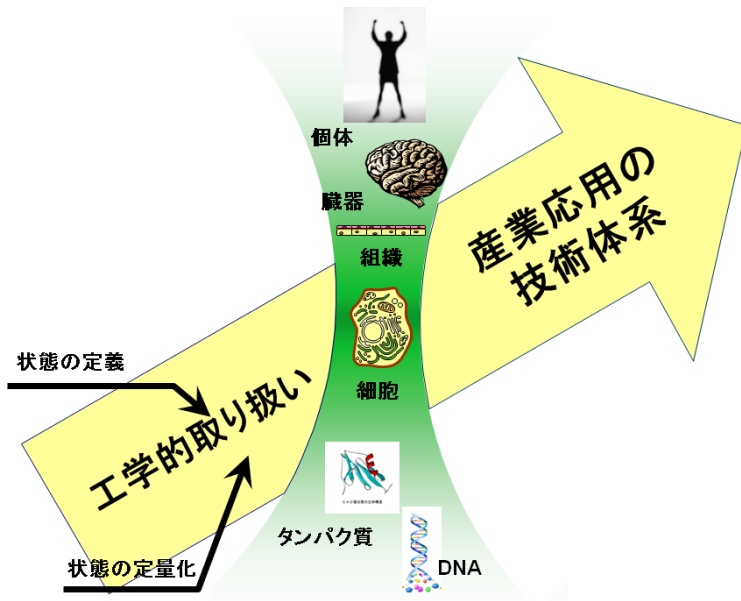 個体
臓器
組織
産業応用の
技術体系
状態の定義
細胞
工学的取り扱い
タンパク質
状態の定量化
DNA